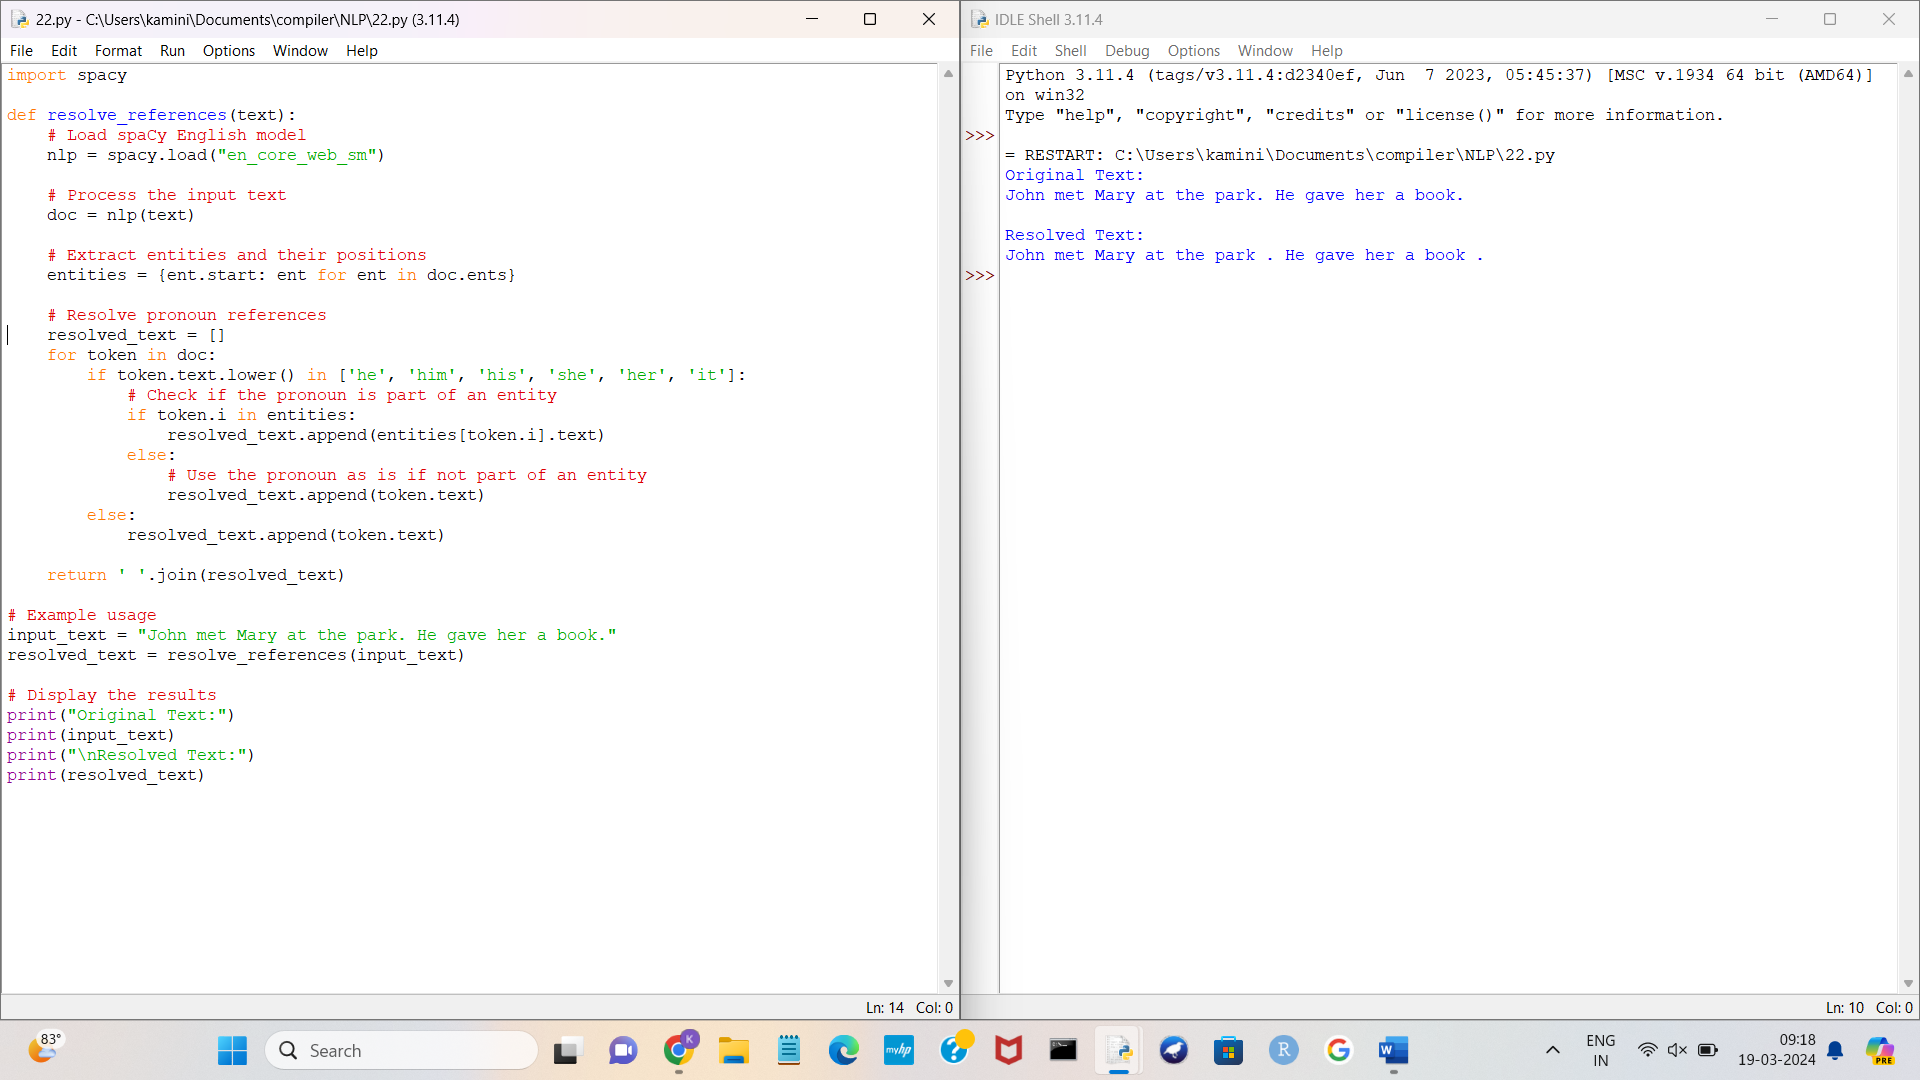 22.py - C:\Users\kamini\Documents\compiler\NLP\22.py (3.11.4)
File Edit Format Run Options Window Help
import spacy

def resolve_references(text):
    # Load spaCy English model
    nlp = spacy.load("en_core_web_sm")

    # Process the input text
    doc = nlp(text)

    # Extract entities and their positions
    entities = {ent.start: ent for ent in doc.ents}

    # Resolve pronoun references
    resolved_text = []
    for token in doc:
        if token.text.lower() in ['he', 'him', 'his', 'she', 'her', 'it']:
            # Check if the pronoun is part of an entity
            if token.i in entities:
                resolved_text.append(entities[token.i].text)
            else:
                # Use the pronoun as is if not part of an entity
                resolved_text.append(token.text)
        else:
            resolved_text.append(token.text)

    return ' '.join(resolved_text)

# Example usage
input_text = "John met Mary at the park. He gave her a book."
resolved_text = resolve_references(input_text)

# Display the results
print("Original Text:")
print(input_text)
print("\nResolved Text:")
print(resolved_text)
Ln: 14 Col: 0
IDLE Shell 3.11.4
File Edit Shell Debug Options Window Help
Python 3.11.4 (tags/v3.11.4:d2340ef, Jun  7 2023, 05:45:37) [MSC v.1934 64 bit (AMD64)]
on win32
Type "help", "copyright", "credits" or "license()" for more information.
>>>
= RESTART: C:\Users\kamini\Documents\compiler\NLP\22.py
Original Text:
John met Mary at the park. He gave her a book.

Resolved Text:
John met Mary at the park . He gave her a book .
>>>
Ln: 10 Col: 0
83°
Search
K
myhp
?
R
G
W
ENG
IN
09:18
19-03-2024
PRE